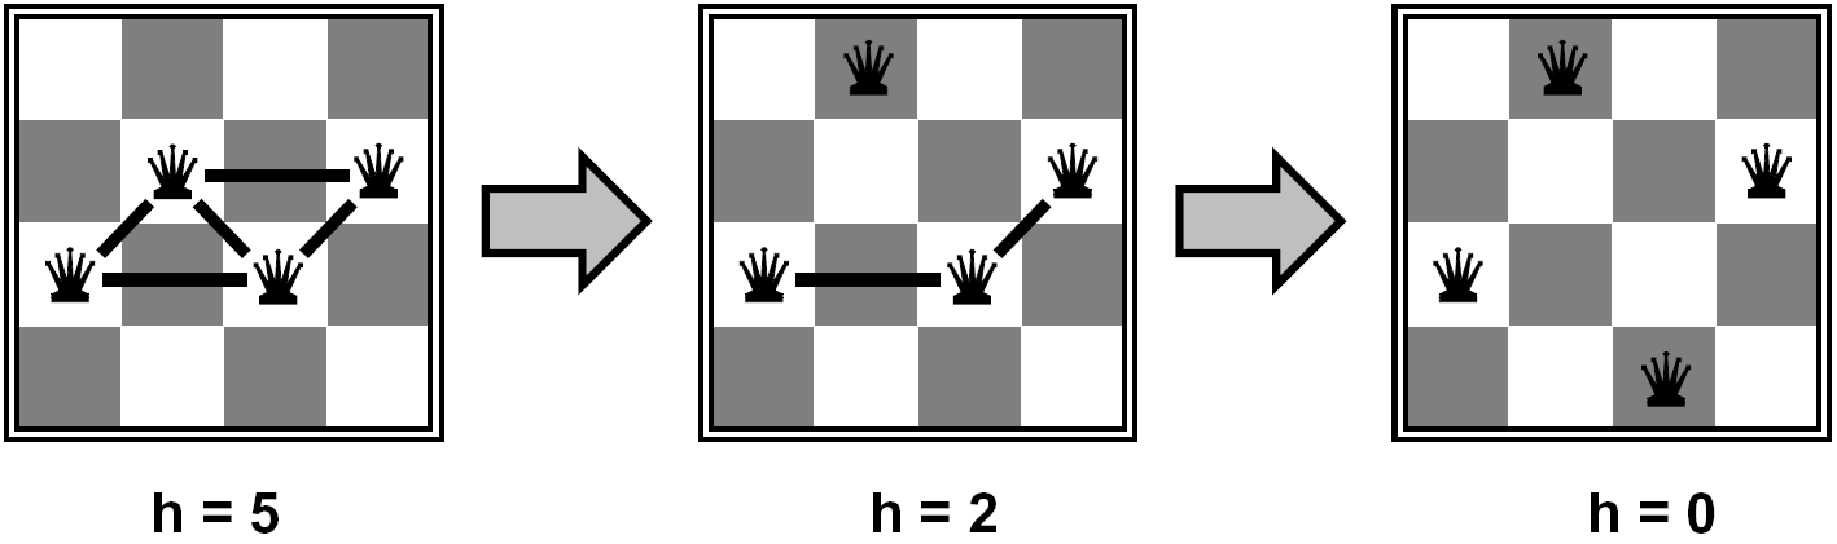 h = 5
h = 2
h = 0